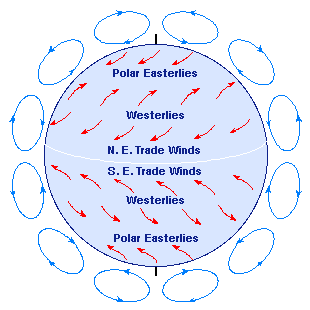 Polar Easterlies
Westerlies
N.E. Trade Winds
S.E. Trade Winds
Westerlies
Polar Easterlies